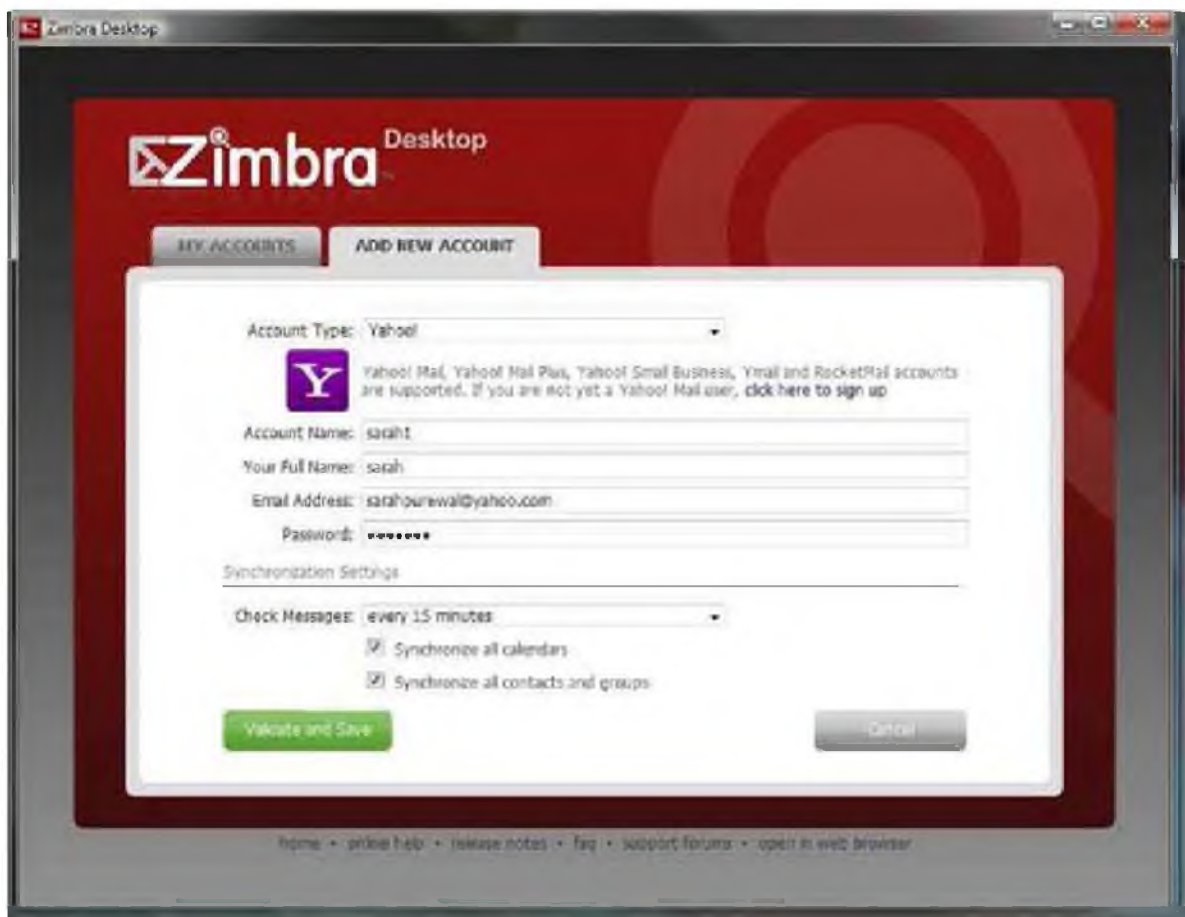 Zimbra Desktop
Zimbra Desktop
MY ACCOUNTS
ADD NEW ACCOUNT
Account Type: Yahoo!
Y
Yahoo! Mail, Yahoo! Mail Plus, Yahoo! Small Business, Ymail and RocketMail accounts
are supported. If you are not yet a Yahoo! Mail user, click here to sign up
Account Name: sarah1
Your Full Name: sarah
Email Address: sarahpurewal@yahoo.com
Password: •••••••
Synchronization Settings
Check Messages: every 15 minutes
Synchronize all calendars
Synchronize all contacts and groups
Validate and Save
Cancel
home • online help • release notes • faq • support forums • open in web browser